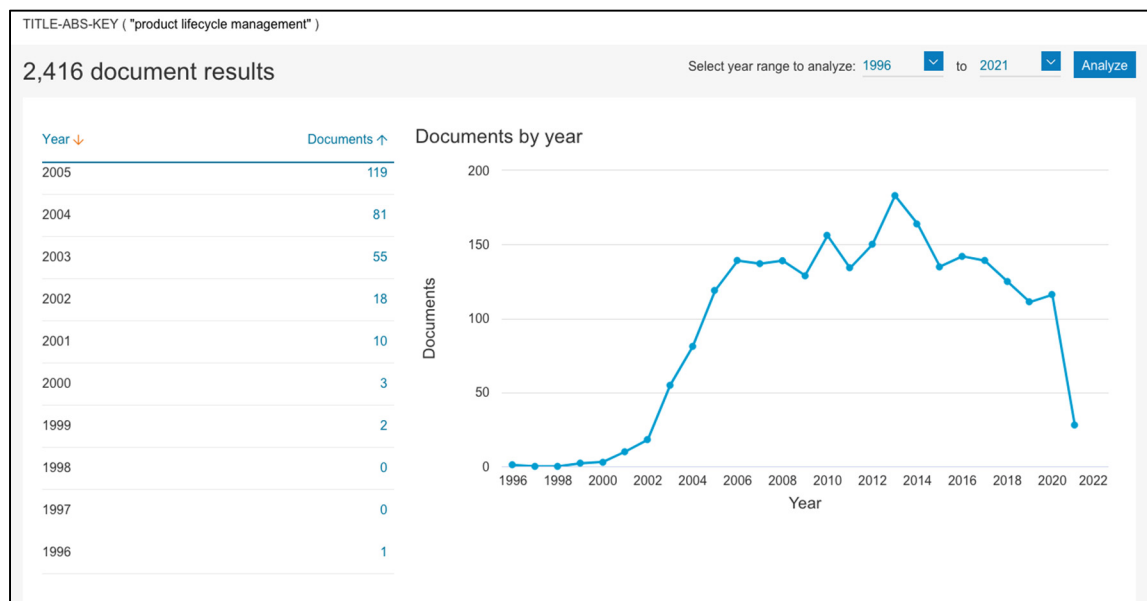 TITLE-ABS-KEY ( "product lifecycle management" )
2,416 document results
Select year range to analyze: 1996 to 2021 Analyze
Year Documents
2005 119
2004 81
2003 55
2002 18
2001 10
2000 3
1999 2
1998 0
1997 0
1996 1
Documents by year
Documents
200
150
100
50
0
1996 1998 2000 2002 2004 2006 2008 2010 2012 2014 2016 2018 2020 2022
Year